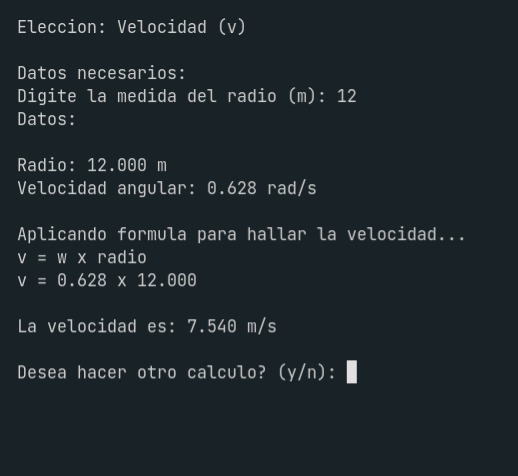 Eleccion: Velocidad (v)
Datos necesarios:
Digite la medida del radio (m): 12
Datos:
Radio: 12.000 m
Velocidad angular: 0.628 rad/s
Aplicando formula para hallar la velocidad...
v = w x radio
v = 0.628 x 12.000
La velocidad es: 7.540 m/s
Desea hacer otro calculo? (y/n):